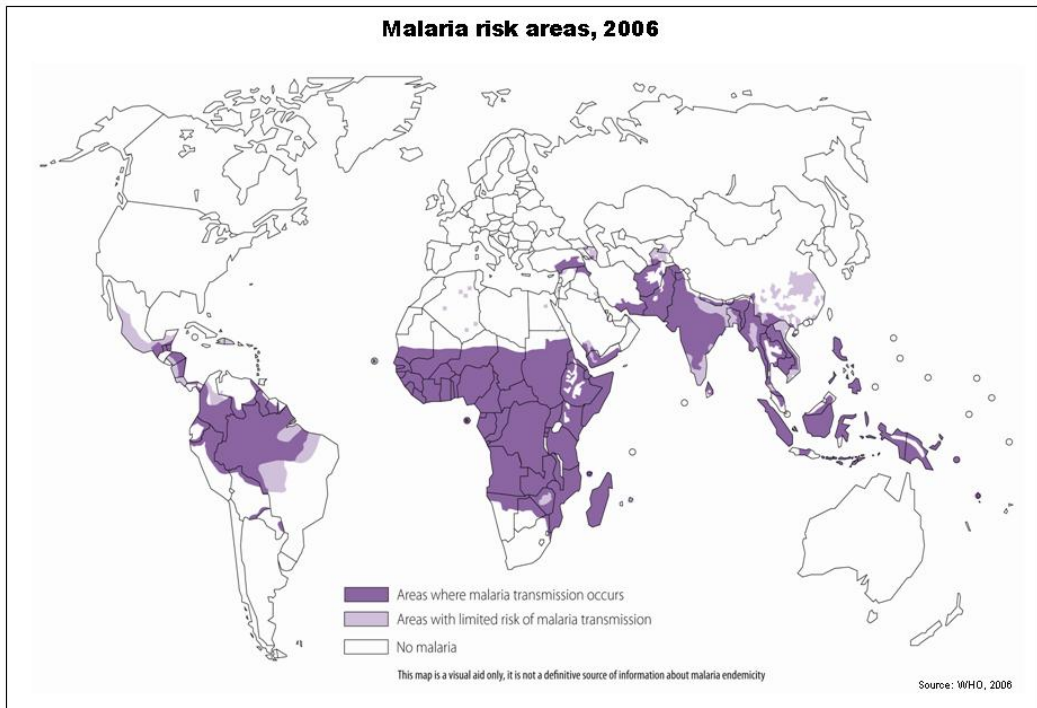 Malaria risk areas, 2006
Areas where malaria transmission occurs
Areas with limited risk of malaria transmission
No malaria
This map is a visual aid only, it is not a definitive source of information about malaria endemicity
Source: WHO, 2006